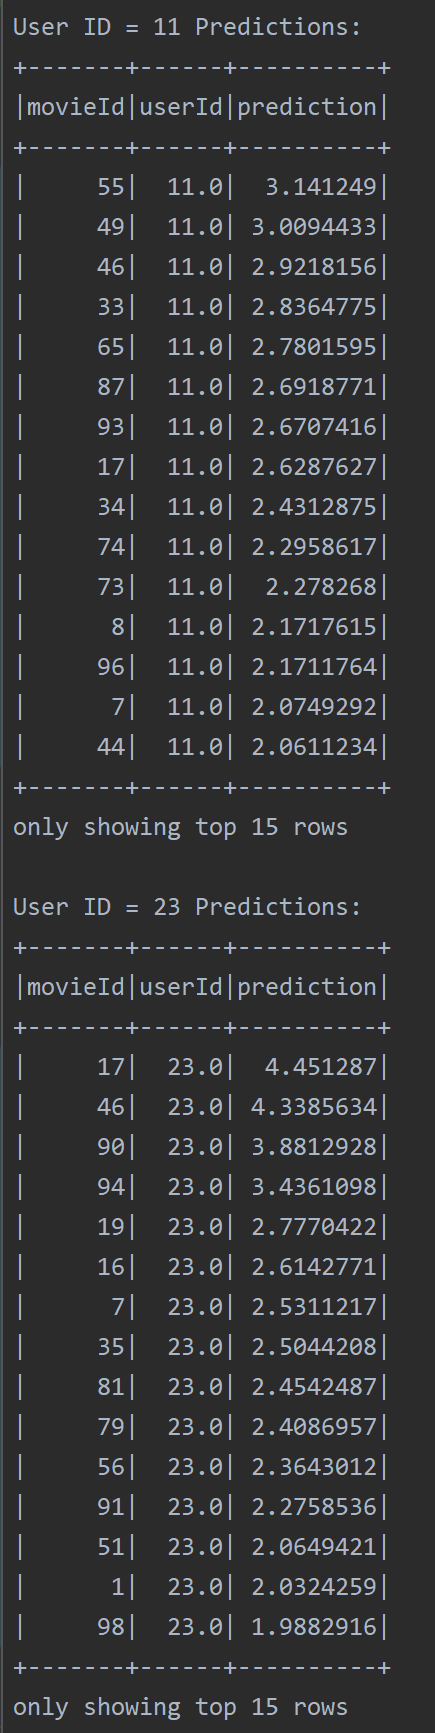 User ID = 11 Predictions:
+-------+------+----------+
|movieId|userId|prediction|
+-------+------+----------+
|     55|  11.0|  3.141249|
|     49|  11.0| 3.0094433|
|     46|  11.0| 2.9218156|
|     33|  11.0| 2.8364775|
|     65|  11.0| 2.7801595|
|     87|  11.0| 2.6918771|
|     93|  11.0| 2.6707416|
|     17|  11.0| 2.6287627|
|     34|  11.0| 2.4312875|
|     74|  11.0| 2.2958617|
|     73|  11.0|  2.278268|
|      8|  11.0| 2.1717615|
|     96|  11.0| 2.1711764|
|      7|  11.0| 2.0749292|
|     44|  11.0| 2.0611234|
+-------+------+----------+
only showing top 15 rows

User ID = 23 Predictions:
+-------+------+----------+
|movieId|userId|prediction|
+-------+------+----------+
|     17|  23.0|  4.451287|
|     46|  23.0| 4.3385634|
|     90|  23.0| 3.8812928|
|     94|  23.0| 3.4361098|
|     19|  23.0| 2.7770422|
|     16|  23.0| 2.6142771|
|      7|  23.0| 2.5311217|
|     35|  23.0| 2.5044208|
|     81|  23.0| 2.4542487|
|     79|  23.0| 2.4086957|
|     56|  23.0| 2.3643012|
|     91|  23.0| 2.2758536|
|     51|  23.0| 2.0649421|
|      1|  23.0| 2.0324259|
|     98|  23.0| 1.9882916|
+-------+------+----------+
only showing top 15 rows